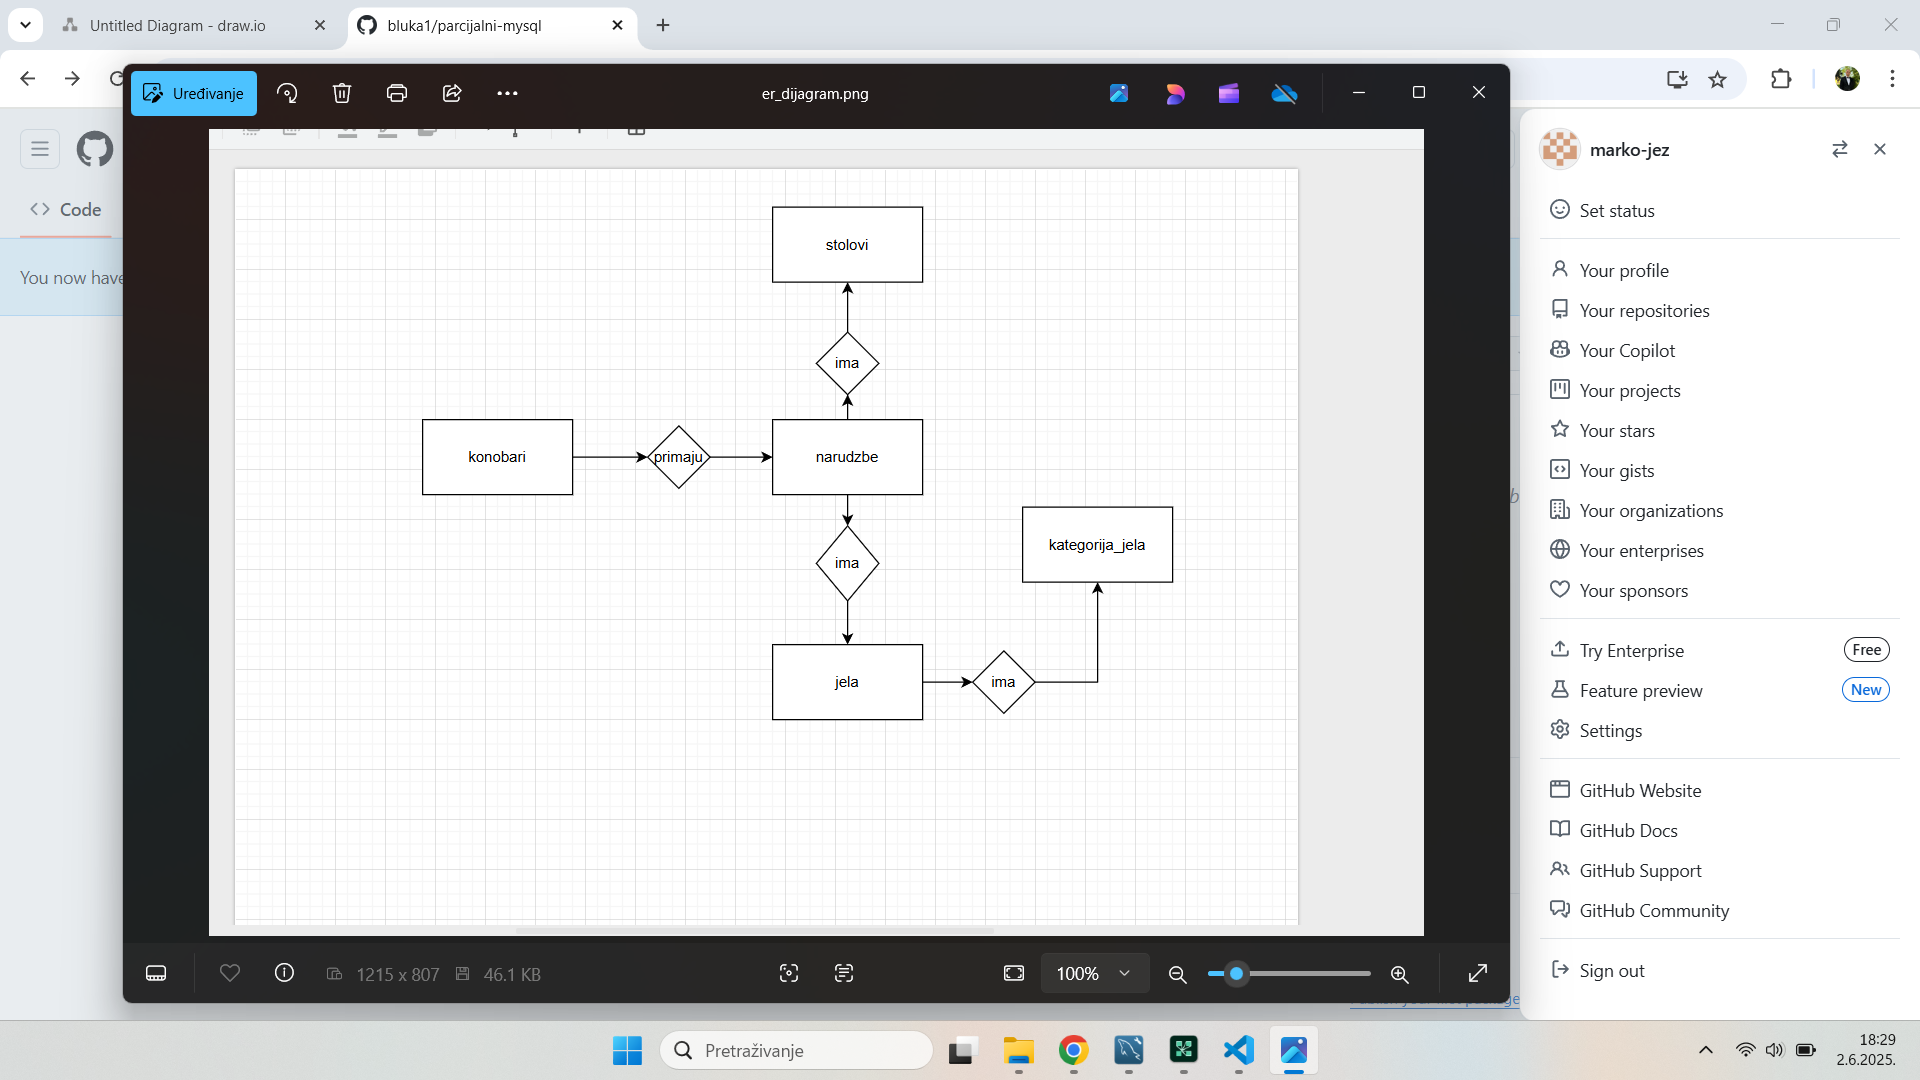 Untitled Diagram - draw.io
bluka1/parcijalni-mysql
Uređivanje
er_dijagram.png
Code
You now have
stolovi
ima
konobari
primaju
narudzbe
ima
kategorija_jela
jela
ima
1215 x 807
46.1 KB
100%
marko-jez
Set status
Your profile
Your repositories
Your Copilot
Your projects
Your stars
Your gists
Your organizations
Your enterprises
Your sponsors
Try Enterprise
Free
Feature preview
New
Settings
GitHub Website
GitHub Docs
GitHub Support
GitHub Community
Sign out
Pretraživanje
18:29
2.6.2025.